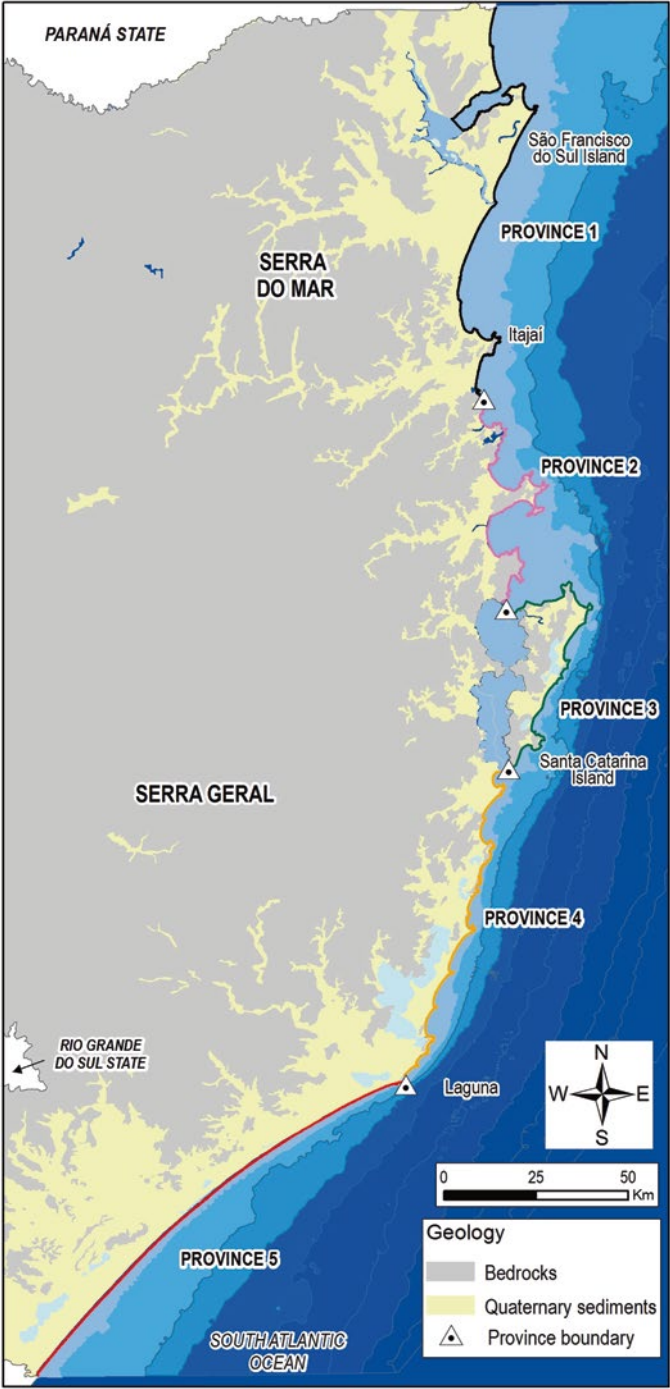 PARANÁ STATE
São Francisco
do Sul Island
PROVINCE 1
SERRA
DO MAR
Itajaí
PROVINCE 2
PROVINCE 3
Santa Catarina
Island
SERRA GERAL
PROVINCE 4
RIO GRANDE
DO SUL STATE
Laguna
N
W E
S
0 25 50
Km
PROVINCE 5
Geology
Bedrocks
Quaternary sediments
Province boundary
SOUTH ATLANTIC
OCEAN